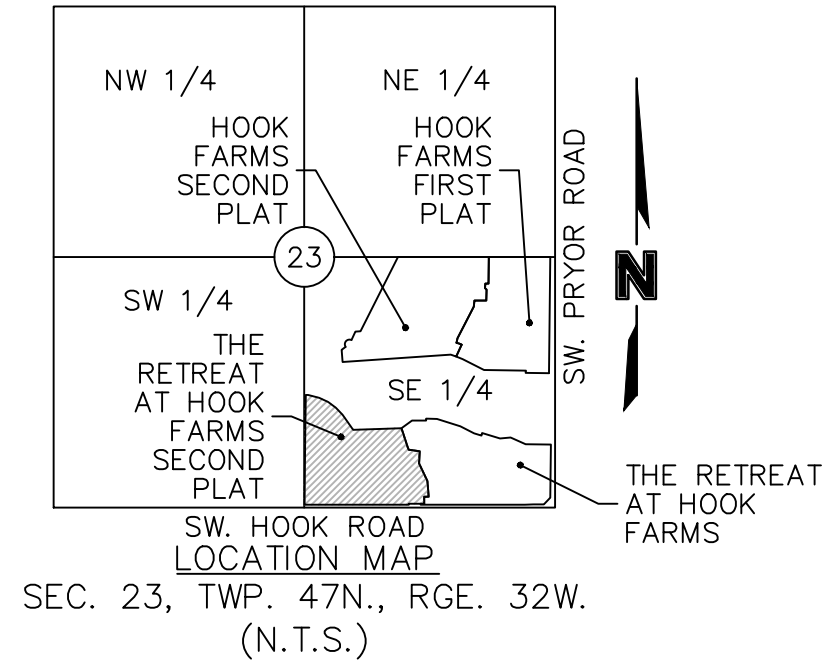 NW 1/4
NE 1/4
HOOK
FARMS
SECOND
PLAT
HOOK
FARMS
FIRST
PLAT
SW. PRYOR ROAD
N
23
SW 1/4
SE 1/4
THE
RETREAT
AT HOOK
FARMS
SECOND
PLAT
THE RETREAT
AT HOOK
FARMS
SW. HOOK ROAD
LOCATION MAP
SEC. 23, TWP. 47N., RGE. 32W.
(N.T.S.)